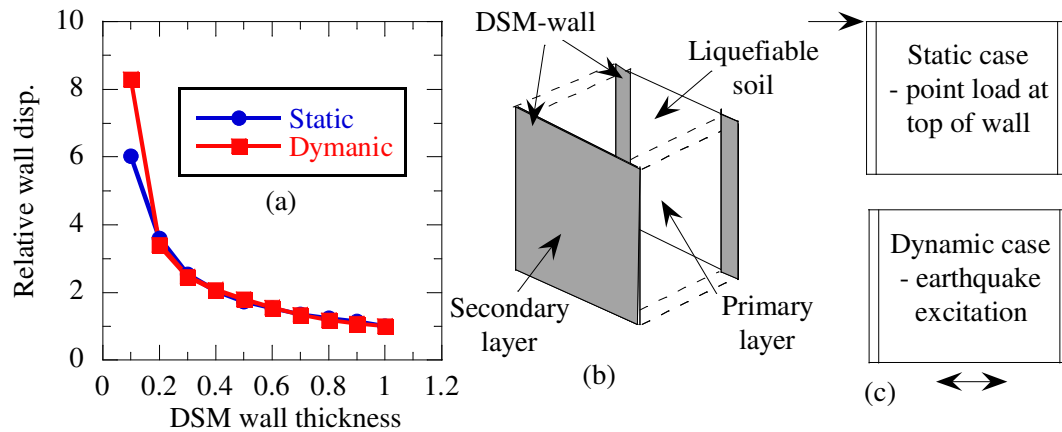 Relative wall disp.
10
8
6
4
2
0
Static
Dymanic
(a)
0
0.2
0.4
0.6
0.8
1
1.2
DSM wall thickness
DSM-wall
Liquefiable
soil
Secondary
layer
Primary
layer
(b)
Static case
- point load at
top of wall
Dynamic case
- earthquake
excitation
(c)